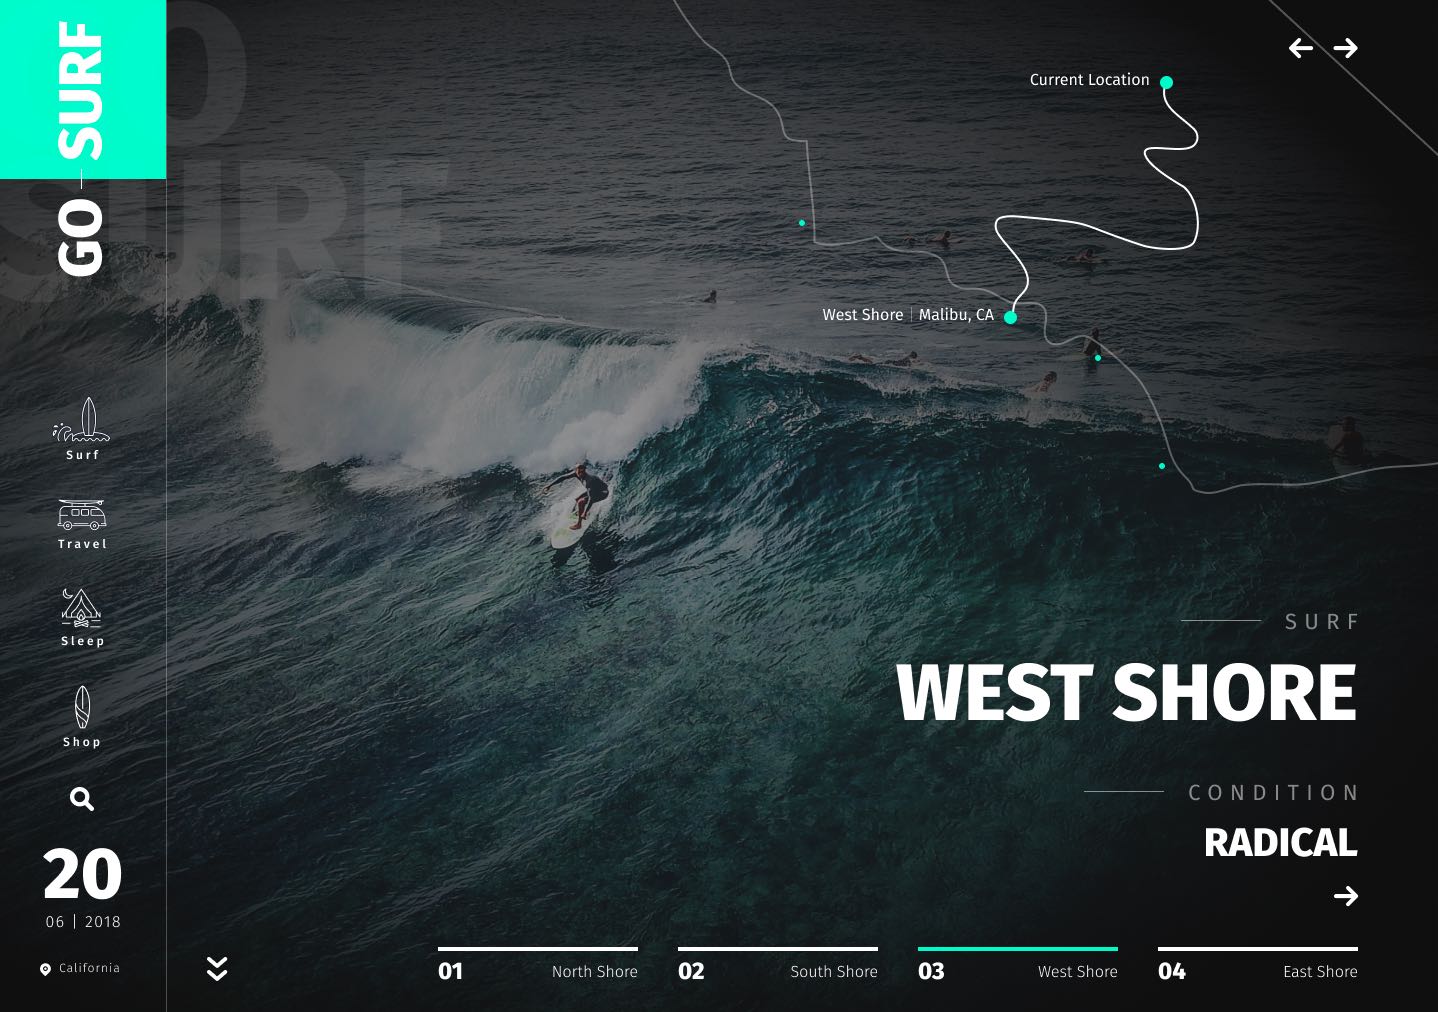 GO — SURF
GO
SURF
Current Location
West Shore | Malibu, CA
Surf
Travel
Sleep
Shop
20
06 | 2018
California
SURF
WEST SHORE
CONDITION
RADICAL
01 North Shore
02 South Shore
03 West Shore
04 East Shore